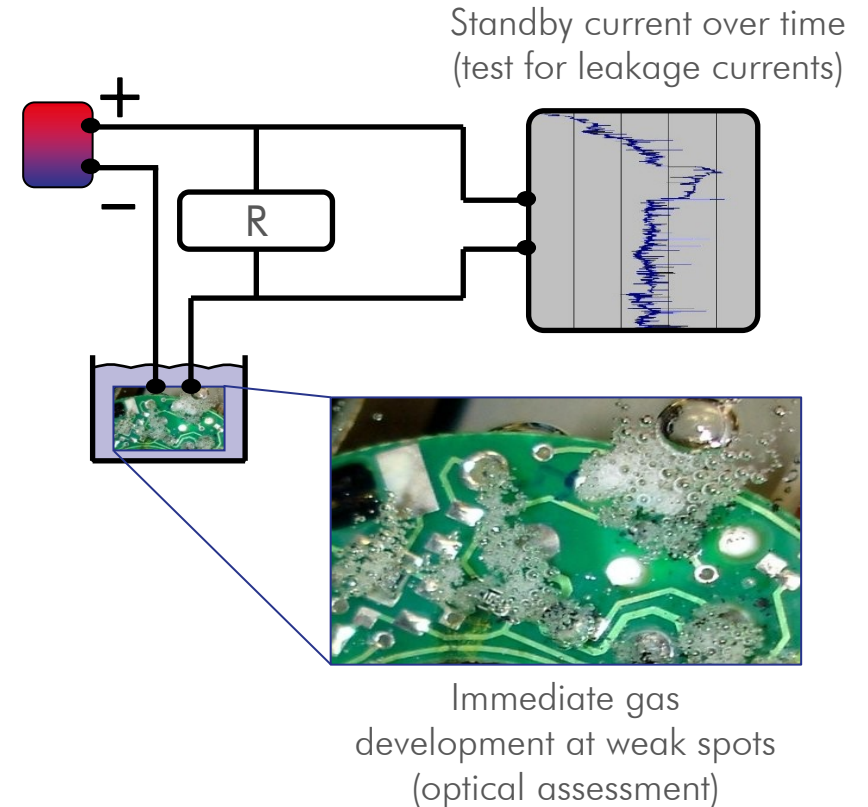 Standby current over time
(test for leakage currents)
+
−
R
Immediate gas
development at weak spots
(optical assessment)